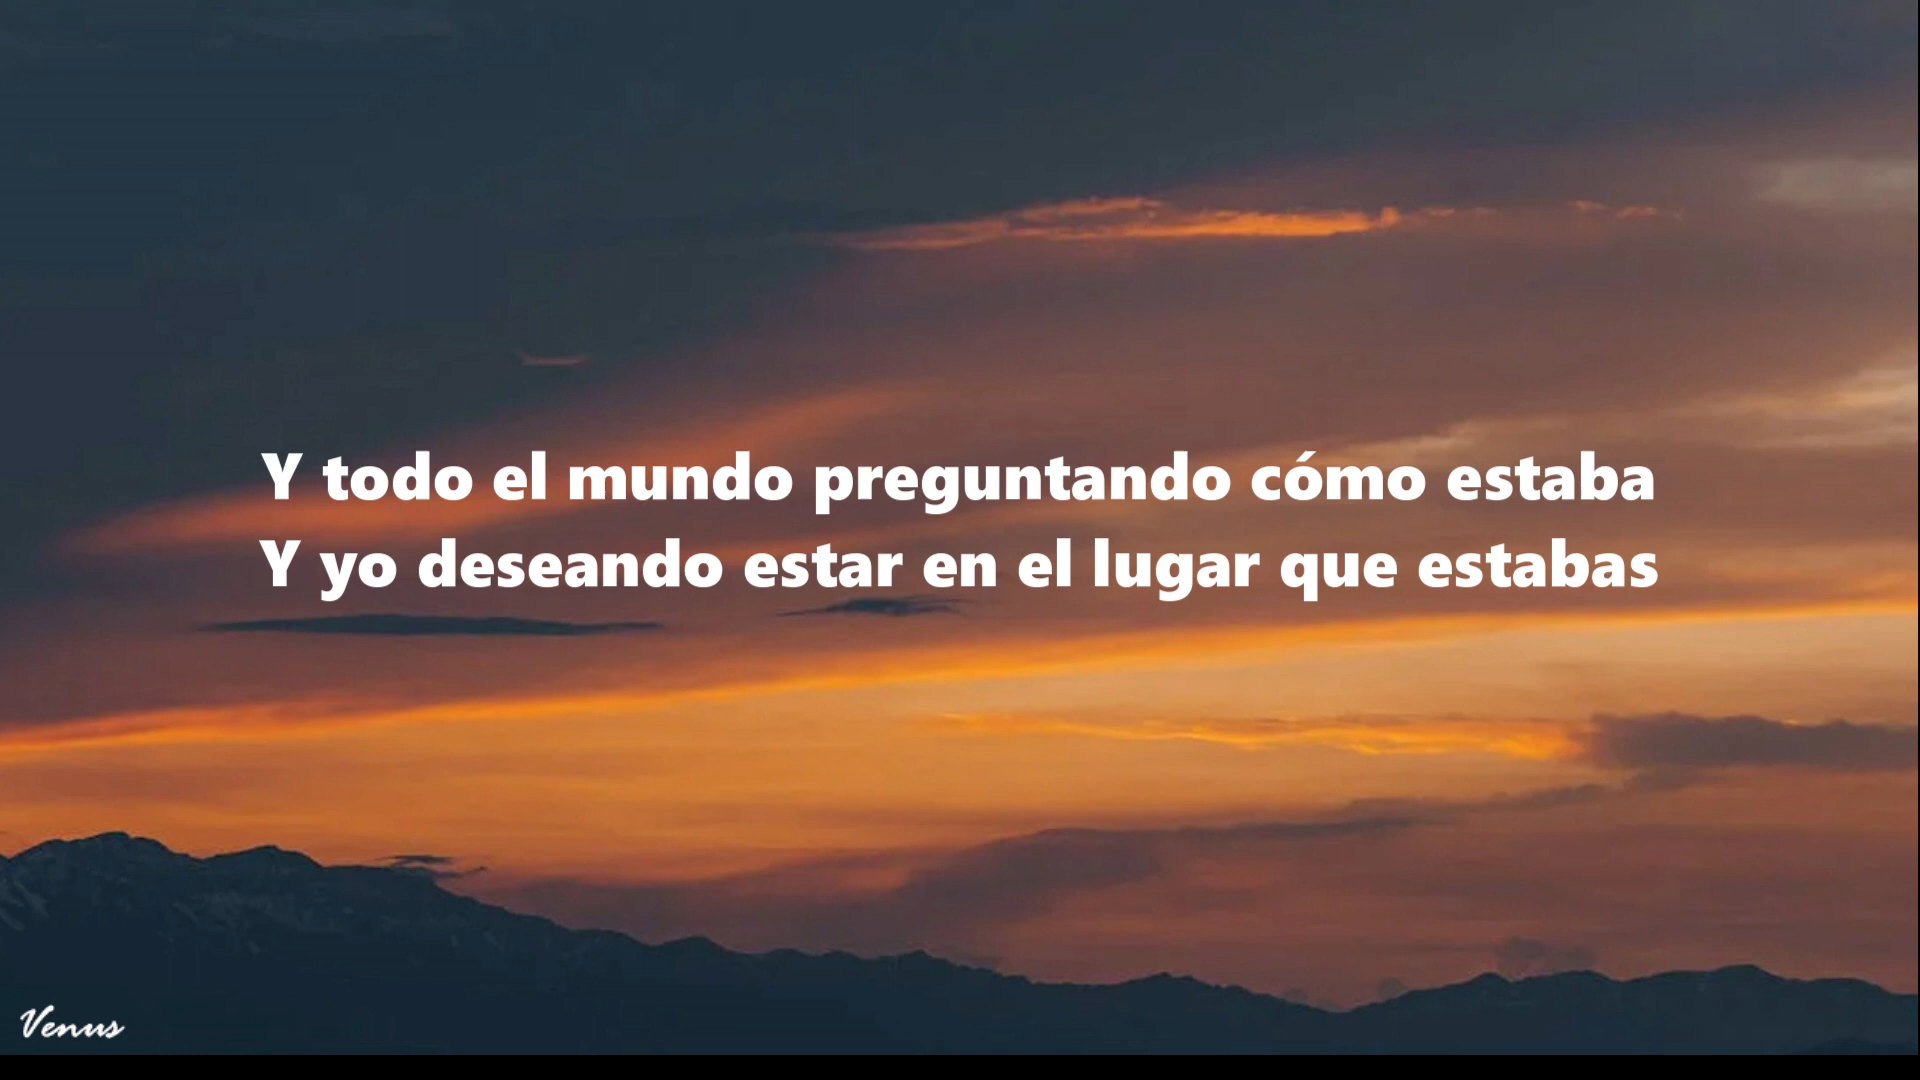 Y todo el mundo preguntando cómo estaba
Y yo deseando estar en el lugar que estabas
Venus